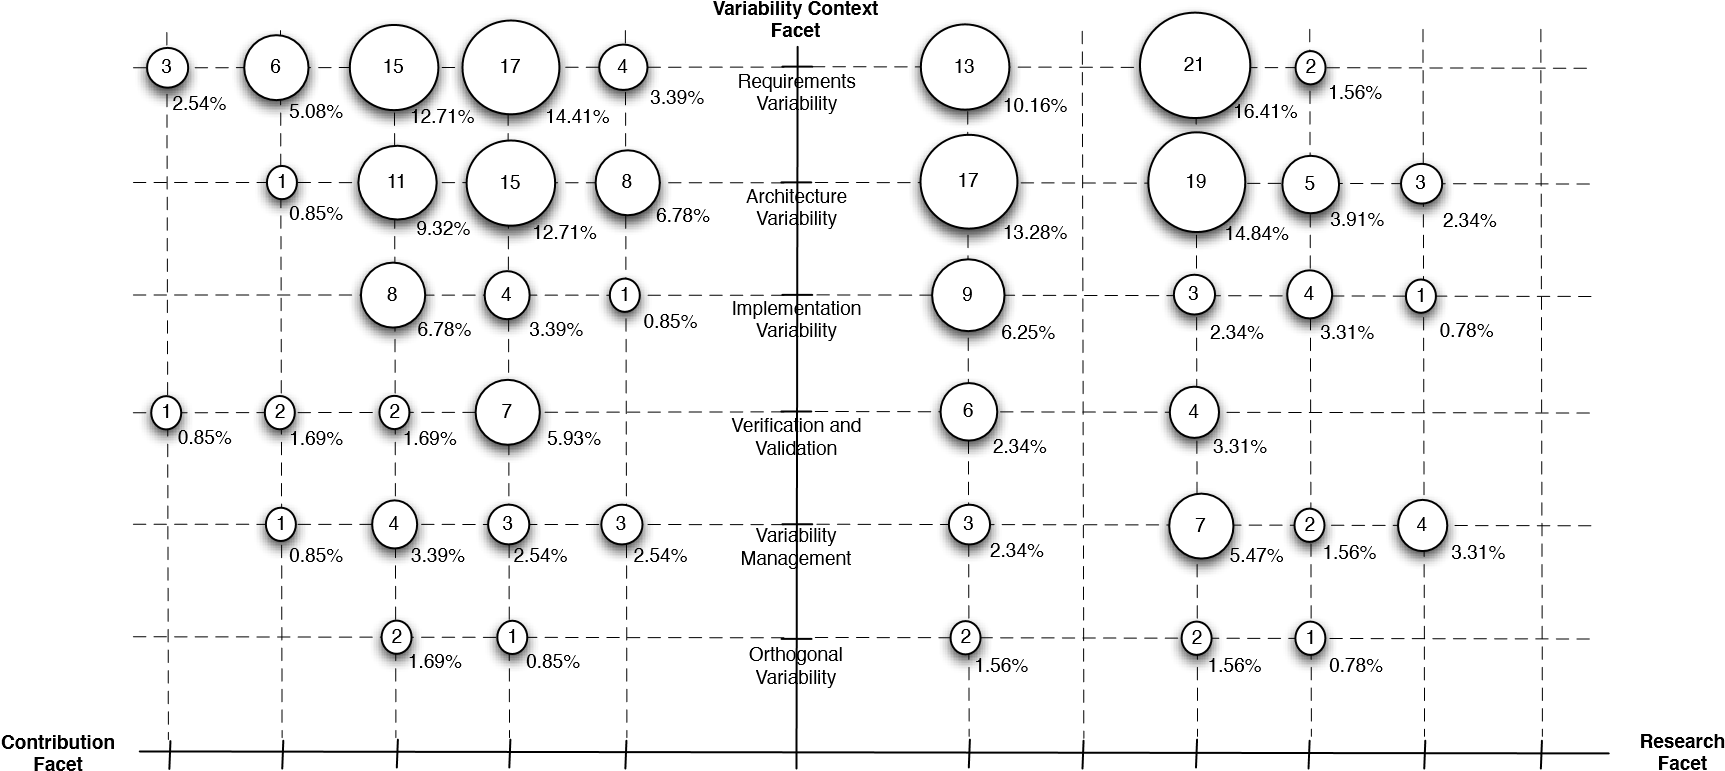 Variability Context
Facet
3 6 15 17 4 13 21 2
2.54% 5.08% 12.71% 14.41% 3.39% 10.16% 16.41% 1.56%
Requirements
Variability
1 11 15 8 17 19 5 3
0.85% 9.32% 12.71% 6.78% 13.28% 14.84% 3.91% 2.34%
Architecture
Variability
8 4 1 9 3 4 1
6.78% 3.39% 0.85% 6.25% 2.34% 3.31% 0.78%
Implementation
Variability
1 2 2 7 6 4
0.85% 1.69% 1.69% 5.93% 2.34% 3.31%
Verification and
Validation
1 4 3 3 3 7 2 4
0.85% 3.39% 2.54% 2.54% 2.34% 5.47% 1.56% 3.31%
Variability
Management
2 1 2 2 1
1.69% 0.85% 1.56% 1.56% 0.78%
Orthogonal
Variability
Contribution
Facet
Research
Facet